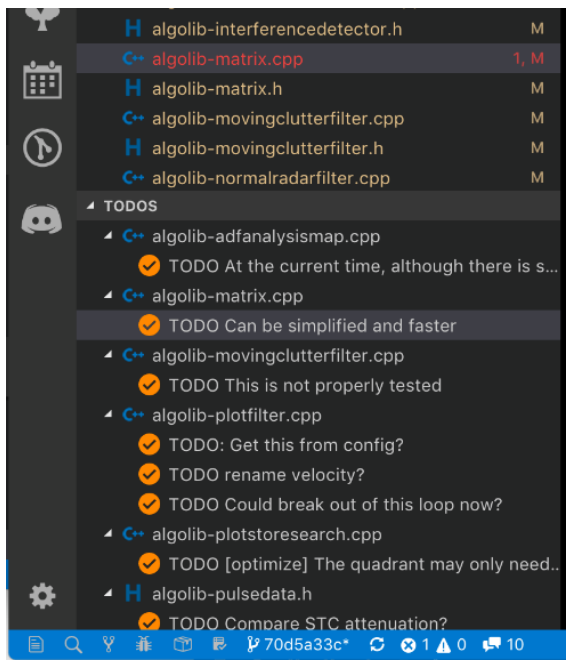 H algolib-interferencedetector.h M
C++ algolib-matrix.cpp 1, M
H algolib-matrix.h M
C++ algolib-movingclutterfilter.cpp M
H algolib-movingclutterfilter.h M
C++ algolib-normalradarfilter.cpp M
TODOS
C++ algolib-adfanalysismap.cpp
TODO At the current time, although there is s...
C++ algolib-matrix.cpp
TODO Can be simplified and faster
C++ algolib-movingclutterfilter.cpp
TODO This is not properly tested
C++ algolib-plotfilter.cpp
TODO: Get this from config?
TODO rename velocity?
TODO Could break out of this loop now?
C++ algolib-plotstoresearch.cpp
TODO [optimize] The quadrant may only need..
H algolib-pulsedata.h
TODO Compare STC attenuation?
70d5a33c* 1 0 10